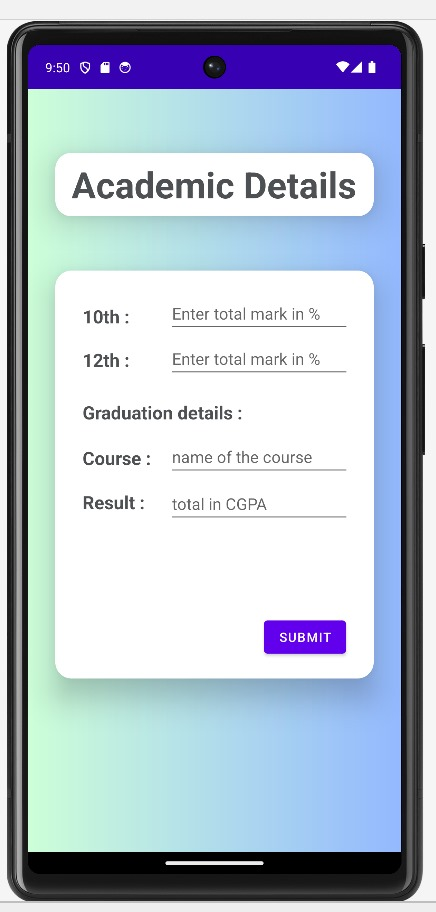 9:50
Academic Details
10th : Enter total mark in %
12th : Enter total mark in %
Graduation details :
Course : name of the course
Result : total in CGPA
SUBMIT